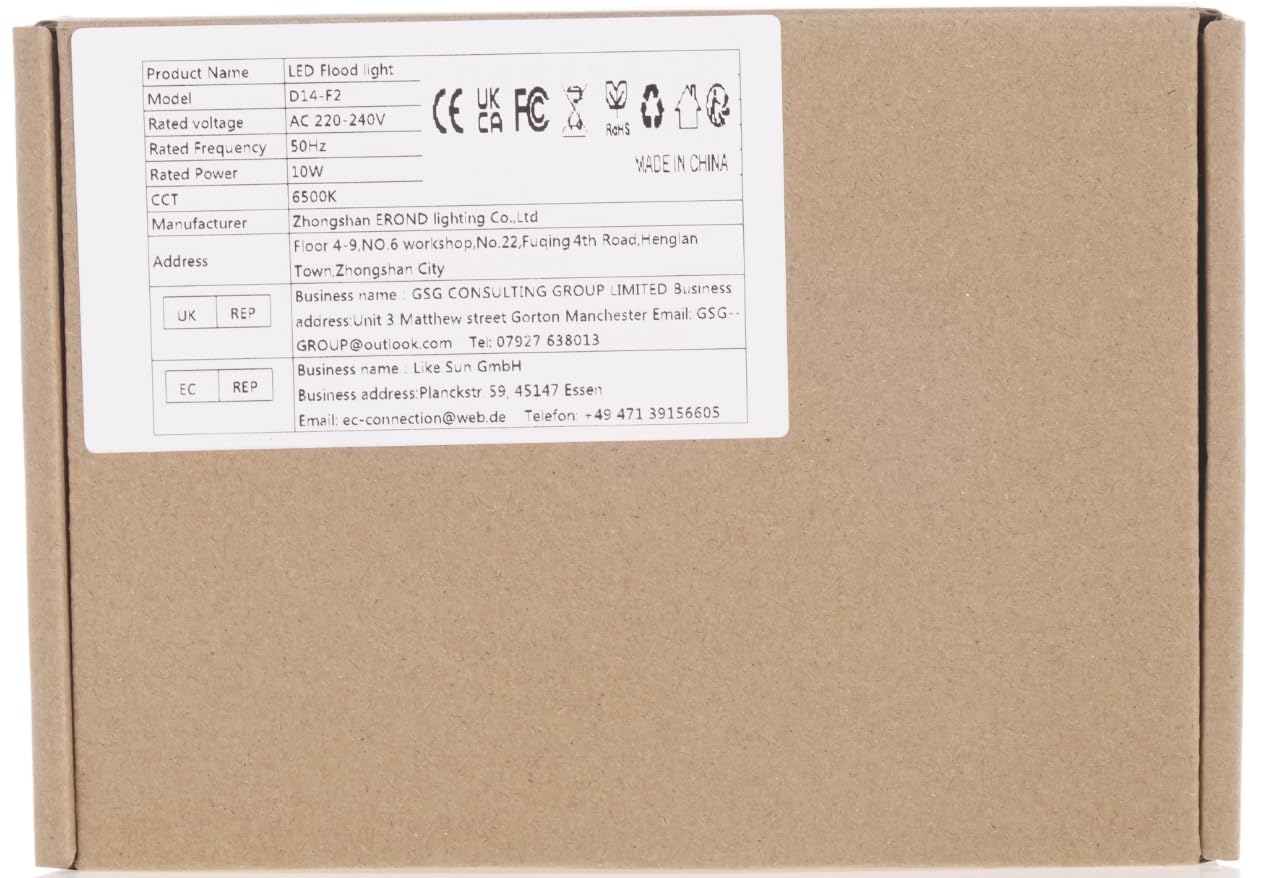 Product Name LED Flood light
Model D14-F2
Rated voltage AC 220-240V
Rated Frequency 50Hz
Rated Power 10W
CCT 6500K
CE UK CA FC RoHS
MADE IN CHINA
Manufacturer Zhongshan EROND lighting Co.,Ltd
Address Floor 4-9,NO.6 workshop,No.22,Fuqing 4th Road,Henglan
Town,Zhongshan City
UK REP Business name : GSG CONSULTING GROUP LIMITED Business
address:Unit 3 Matthew street Gorton Manchester Email: GSG--
GROUP@outlook.com Tel: 07927 638013
EC REP Business name : Like Sun GmbH
Business address:Planckstr. 59, 45147 Essen
Email: ec-connection@web.de Telefon: +49 471 39156605